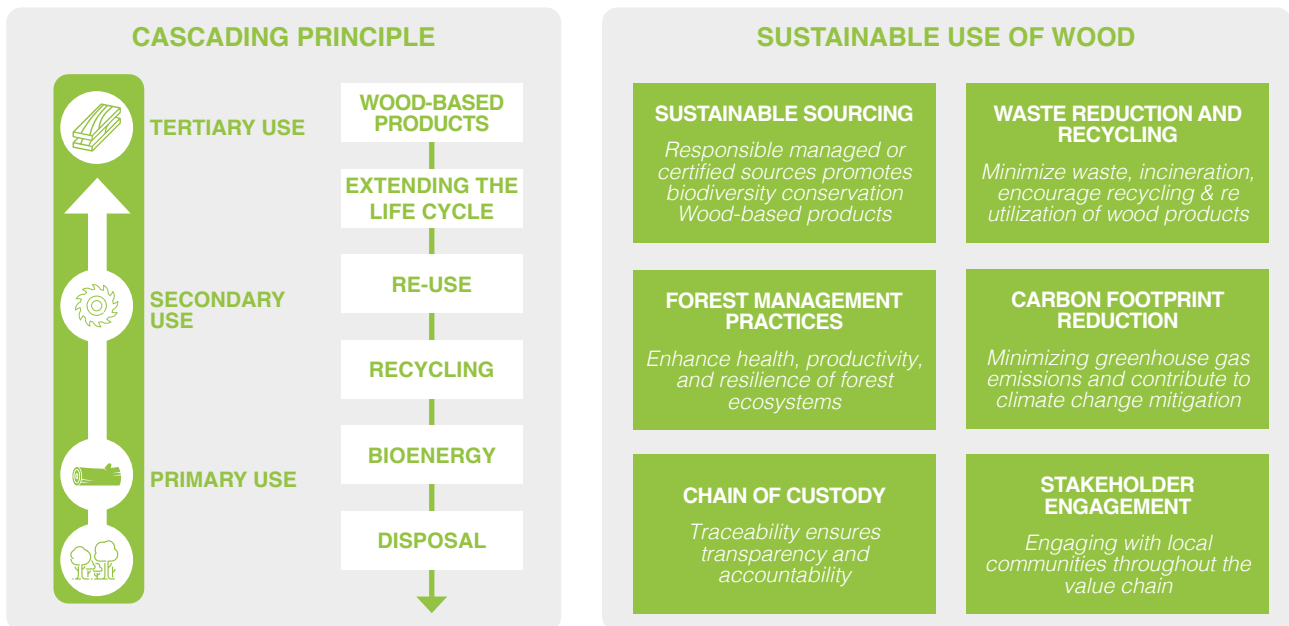 CASCADING PRINCIPLE
TERTIARY USE
SECONDARY
USE
PRIMARY USE
WOOD-BASED
PRODUCTS
EXTENDING THE
LIFE CYCLE
RE-USE
RECYCLING
BIOENERGY
DISPOSAL
SUSTAINABLE USE OF WOOD
SUSTAINABLE SOURCING
Responsible managed or
certified sources promotes
biodiversity conservation
Wood-based products
WASTE REDUCTION AND
RECYCLING
Minimize waste, incineration,
encourage recycling & re
utilization of wood products
FOREST MANAGEMENT
PRACTICES
Enhance health, productivity,
and resilience of forest
ecosystems
CARBON FOOTPRINT
REDUCTION
Minimizing greenhouse gas
emissions and contribute to
climate change mitigation
CHAIN OF CUSTODY
Traceability ensures
transparency and
accountability
STAKEHOLDER
ENGAGEMENT
Engaging with local
communities throughout the
value chain